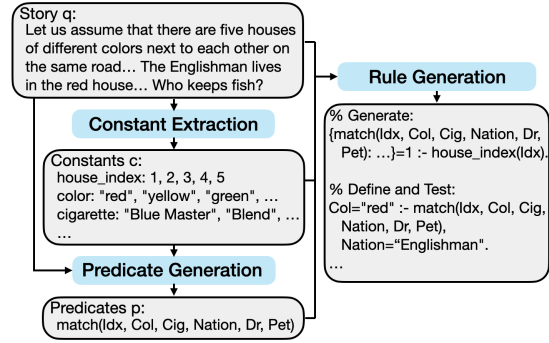 Story q:
Let us assume that there are five houses
of different colors next to each other on
the same road... The Englishman lives
in the red house... Who keeps fish?
Constant Extraction
Constants c:
house_index: 1, 2, 3, 4, 5
color: "red", "yellow", "green", ...
cigarette: "Blue Master", "Blend", ...
...
Predicate Generation
Predicates p:
match(Idx, Col, Cig, Nation, Dr, Pet)
Rule Generation
% Generate:
{match(Idx, Col, Cig, Nation, Dr,
Pet): ...}=1 :- house_index(Idx).
% Define and Test:
Col="red" :- match(Idx, Col, Cig,
Nation, Dr, Pet),
Nation=“Englishman".
...